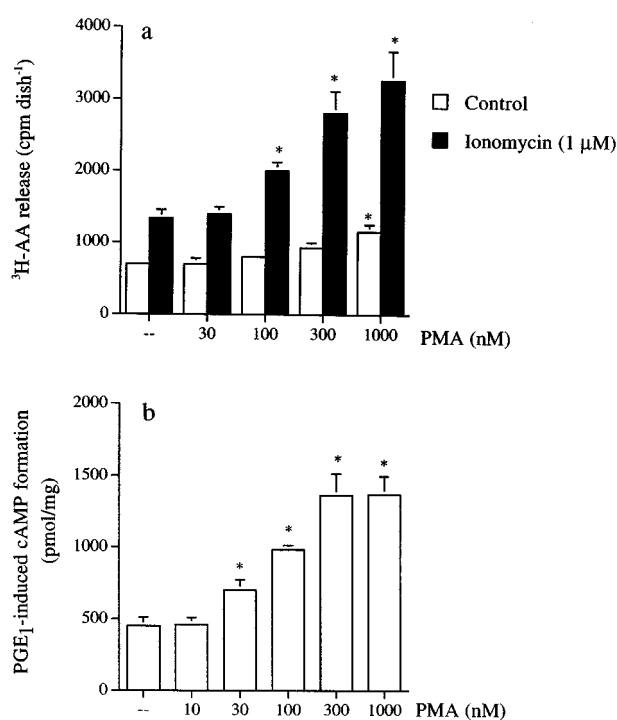 a
4000
3000
2000
1000
0
³H-AA release (cpm dish⁻¹)
* * * *
Control
Ionomycin (1 µM)
-- 30 100 300 1000 PMA (nM)
b
2000
1500
1000
500
0
PGE₁-induced cAMP formation
(pmol/mg)
* * * *
-- 10 30 100 300 1000 PMA (nM)